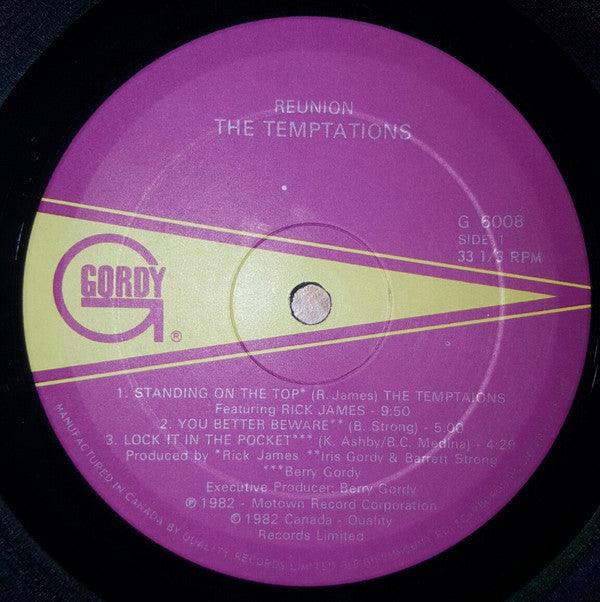 REUNION
THE TEMPTATIONS
G 6008
SIDE 1
33 1/3 RPM
GORDY
G
®
1. STANDING ON THE TOP* (R. James) THE TEMPTAIONS
Featuring RICK JAMES - 9:50
2. YOU BETTER BEWARE** (B. Strong) - 5:00
3. LOCK IT IN THE POCKET*** (K. Ashby/B.C. Medina) - 4:29
Produced by *Rick James **Iris Gordy & Barrett Strong
***Berry Gordy
Executive Producer: Berry Gordy
℗ 1982 - Motown Record Corporation
© 1982 Canada - Quality
Records Limited
MANUFACTURED IN CANADA BY QUALITY RECORDS LIMITED